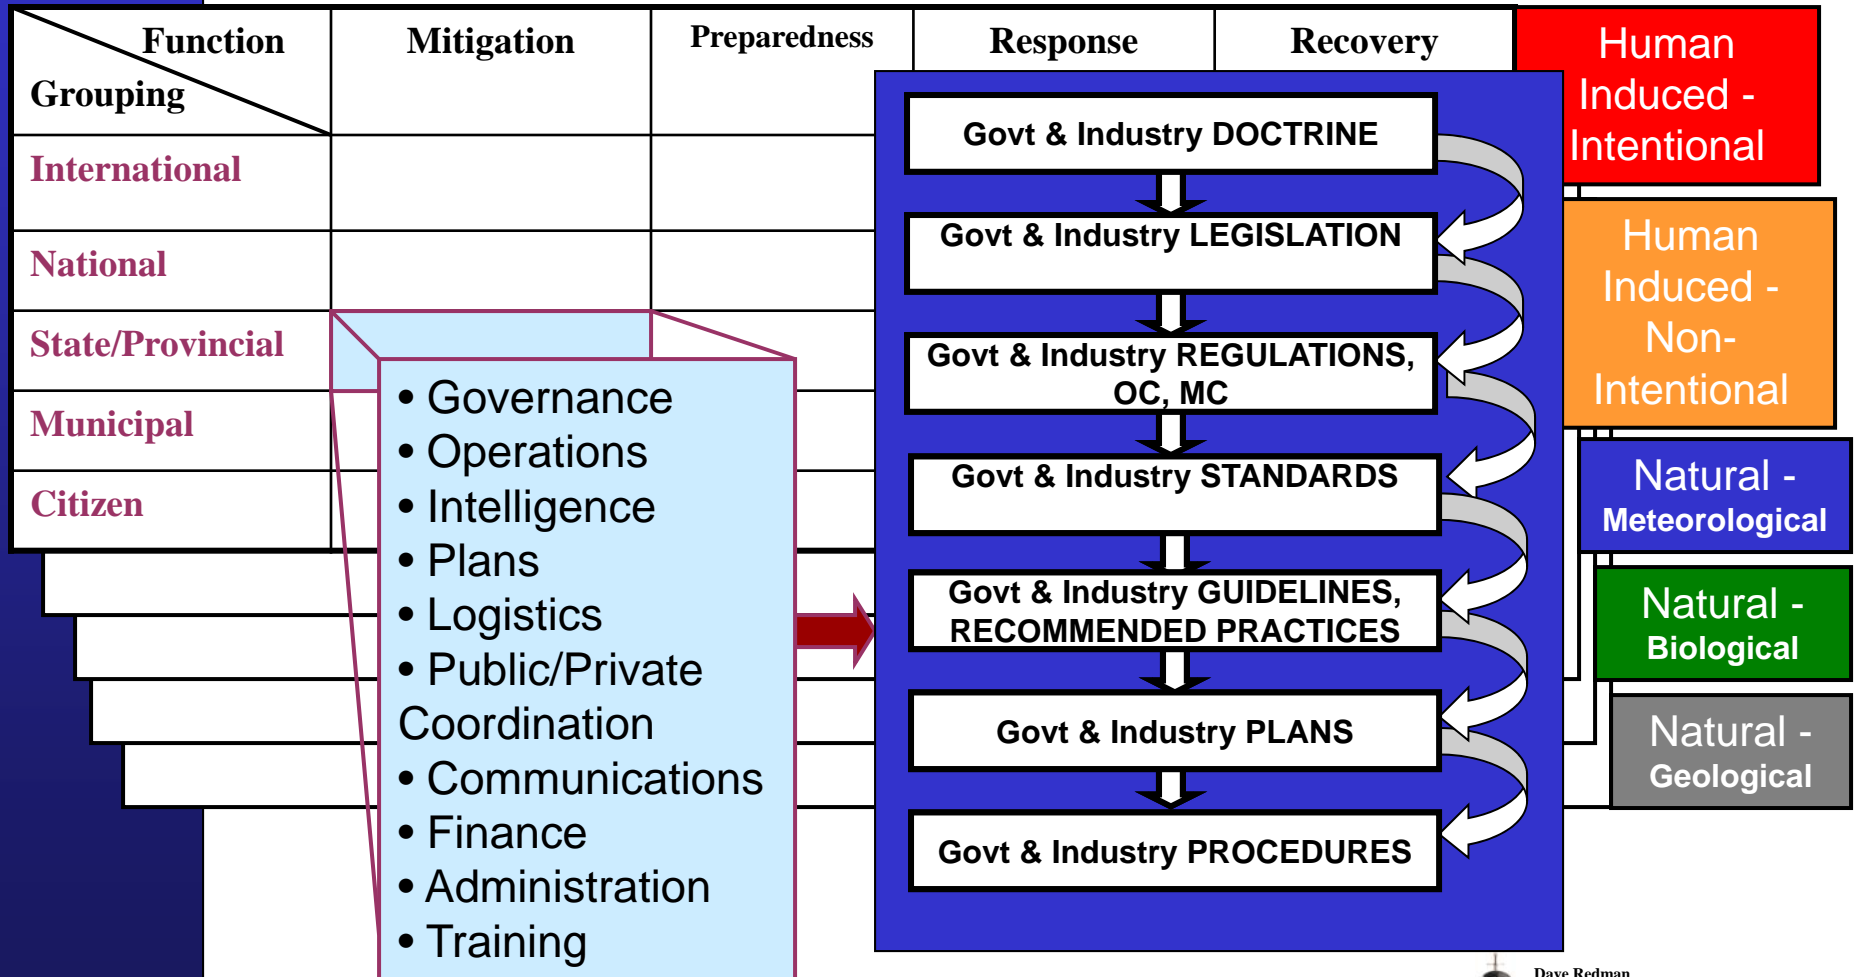 Function
Grouping
Mitigation
Preparedness
Response
Recovery
International
National
State/Provincial
Municipal
Citizen
• Governance
• Operations
• Intelligence
• Plans
• Logistics
• Public/Private
Coordination
• Communications
• Finance
• Administration
• Training
Govt & Industry DOCTRINE
Govt & Industry LEGISLATION
Govt & Industry REGULATIONS,
OC, MC
Govt & Industry STANDARDS
Govt & Industry GUIDELINES,
RECOMMENDED PRACTICES
Govt & Industry PLANS
Govt & Industry PROCEDURES
Human
Induced -
Intentional
Human
Induced -
Non-
Intentional
Natural -
Meteorological
Natural -
Biological
Natural -
Geological
Dave Redman